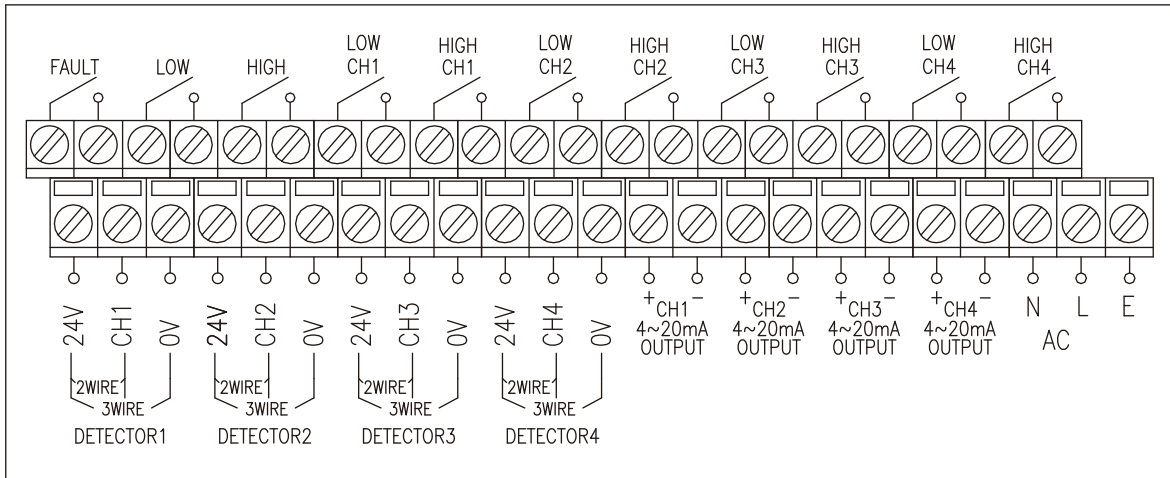 FAULT
LOW
HIGH
LOW
CH1
HIGH
CH1
LOW
CH2
HIGH
CH2
LOW
CH3
HIGH
CH3
LOW
CH4
HIGH
CH4
24V
CH1
0V
24V
CH2
0V
24V
CH3
0V
24V
CH4
0V
2WIRE
3WIRE
DETECTOR1
2WIRE
3WIRE
DETECTOR2
2WIRE
3WIRE
DETECTOR3
2WIRE
3WIRE
DETECTOR4
+CH1-
4~20mA
OUTPUT
+CH2-
4~20mA
OUTPUT
+CH3-
4~20mA
OUTPUT
+CH4-
4~20mA
OUTPUT
N L E
AC